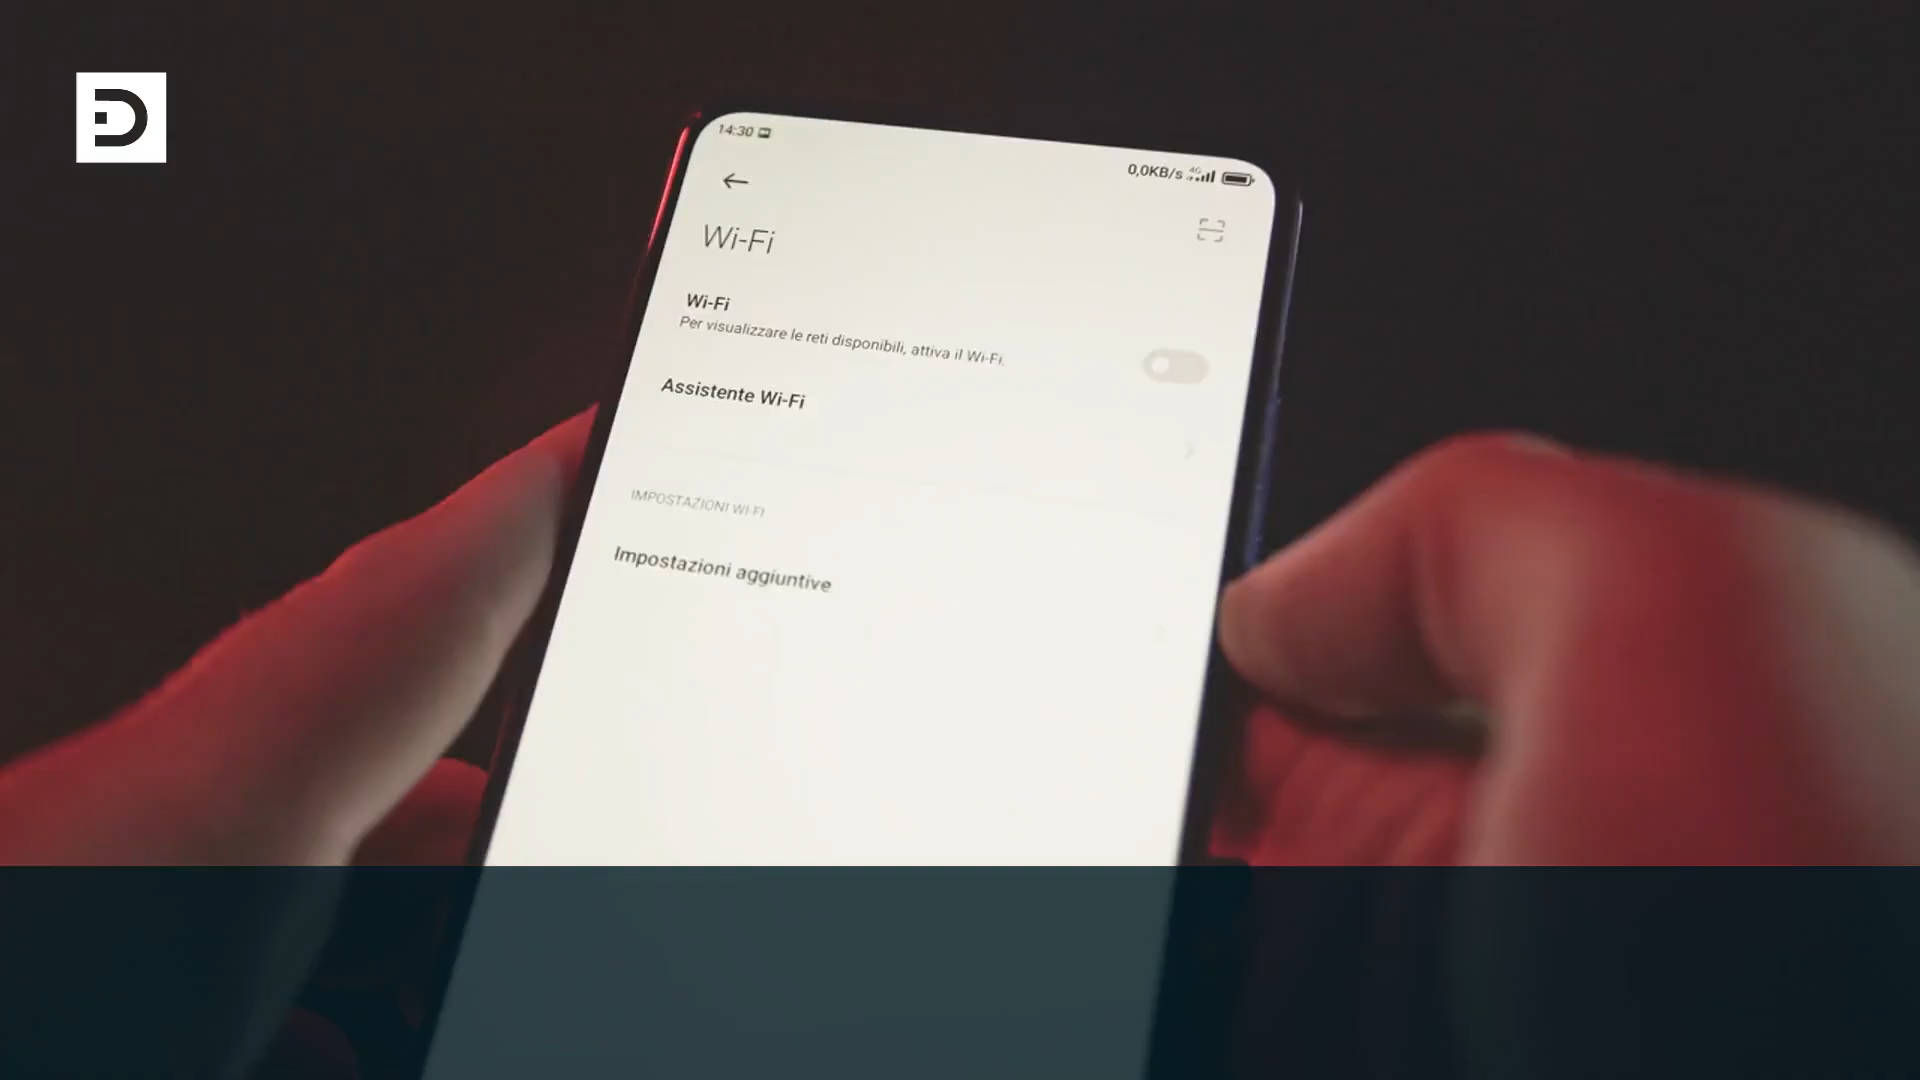 14:30
0,0KB/s 4G
Wi-Fi
Wi-Fi
Per visualizzare le reti disponibili, attiva il Wi-Fi.
Assistente Wi-Fi
IMPOSTAZIONI WI-FI
Impostazioni aggiuntive